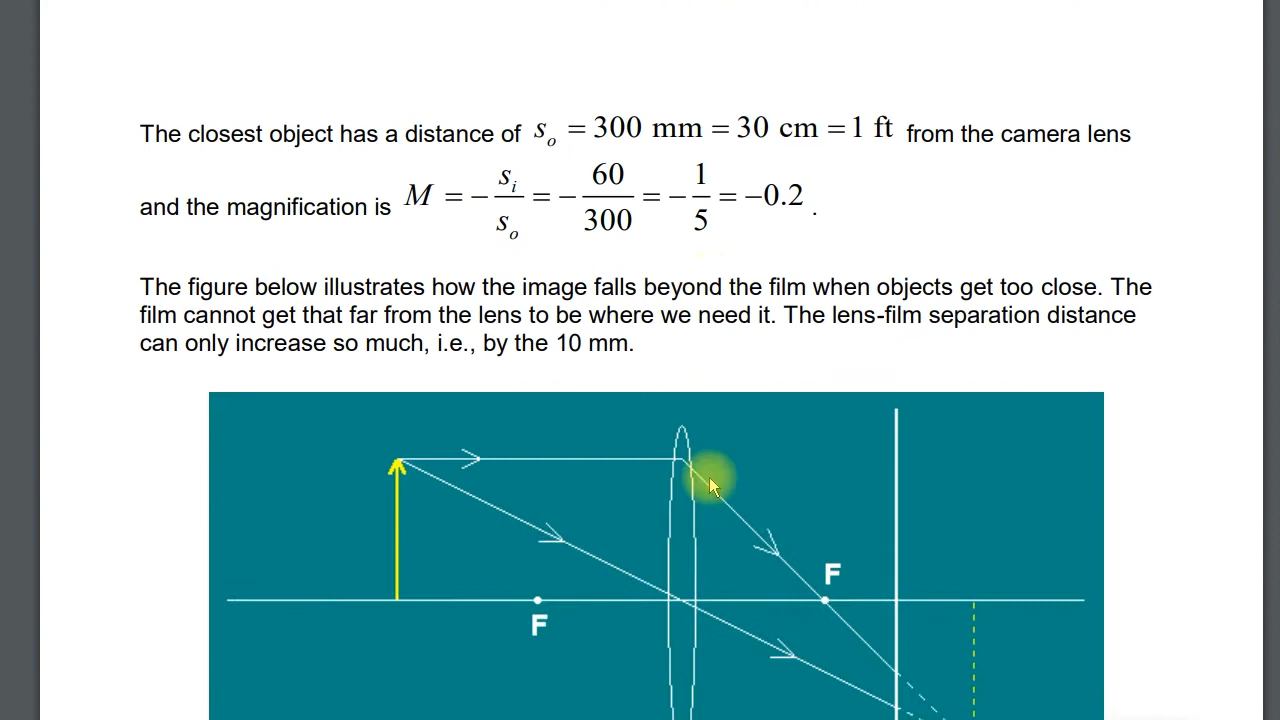 The closest object has a distance of s_o = 300 mm = 30 cm = 1 ft from the camera lens
and the magnification is M = -s_i/s_o = -60/300 = -1/5 = -0.2 .
The figure below illustrates how the image falls beyond the film when objects get too close. The
film cannot get that far from the lens to be where we need it. The lens-film separation distance
can only increase so much, i.e., by the 10 mm.
F
F